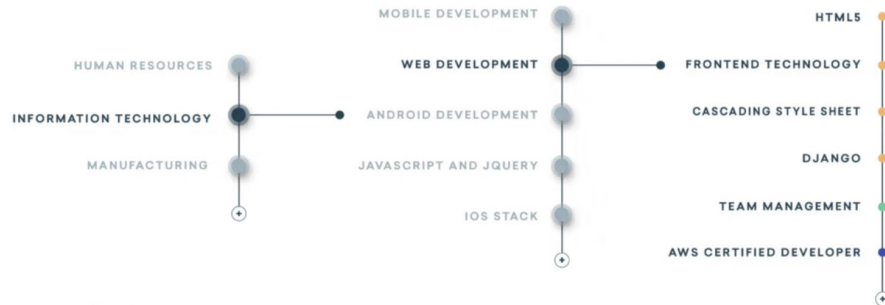 HUMAN RESOURCES
INFORMATION TECHNOLOGY
MANUFACTURING
MOBILE DEVELOPMENT
WEB DEVELOPMENT
ANDROID DEVELOPMENT
JAVASCRIPT AND JQUERY
IOS STACK
HTML5
FRONTEND TECHNOLOGY
CASCADING STYLE SHEET
DJANGO
TEAM MANAGEMENT
AWS CERTIFIED DEVELOPER